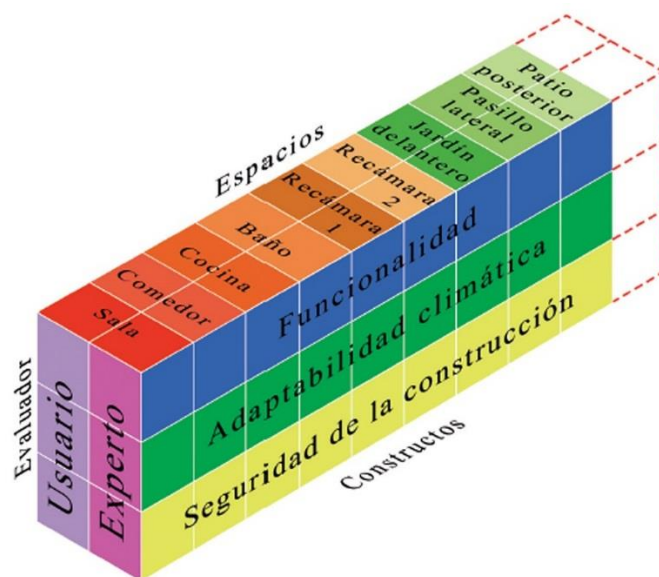 Espacios
Patio
posterior
Pasillo
lateral
Jardín
delantero
Recámara
2
Recámara
1
Baño
Cocina
Comedor
Sala
Funcionalidad
Adaptabilidad climática
Seguridad de la construcción
Constructos
Evaluador
Usuario
Experto